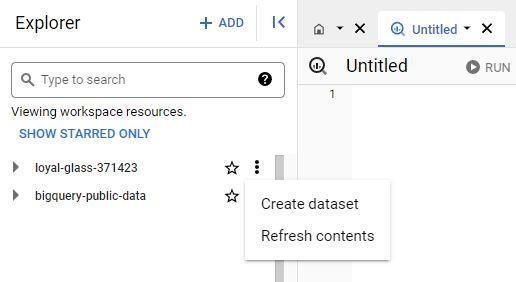 Explorer
+ ADD
Untitled
Type to search
Untitled
RUN
Viewing workspace resources.
1
SHOW STARRED ONLY
loyal-glass-371423
bigquery-public-data
Create dataset
Refresh contents